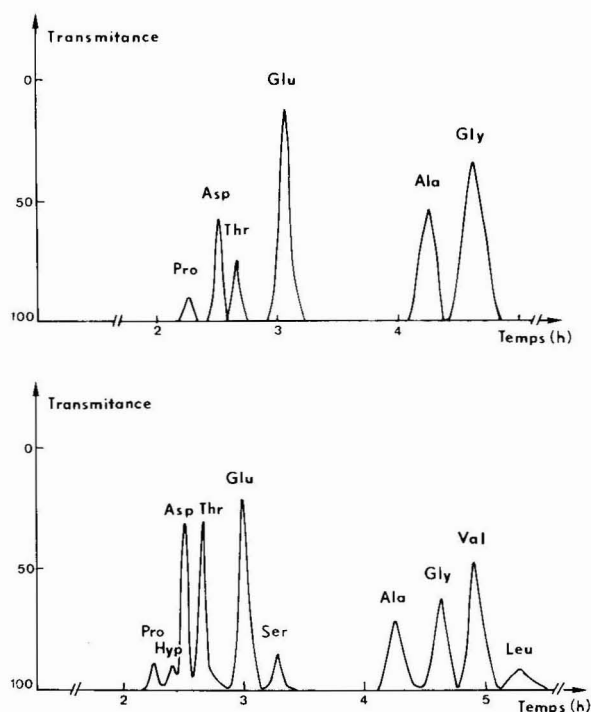 Transmitance
0
50
100
Glu
Gly
Asp
Ala
Thr
Pro
2
3
4
Temps (h)
Transmitance
0
50
100
Glu
Asp Thr
Val
Gly
Ala
Pro
Hyp
Ser
Leu
2
3
4
5
Temps (h)